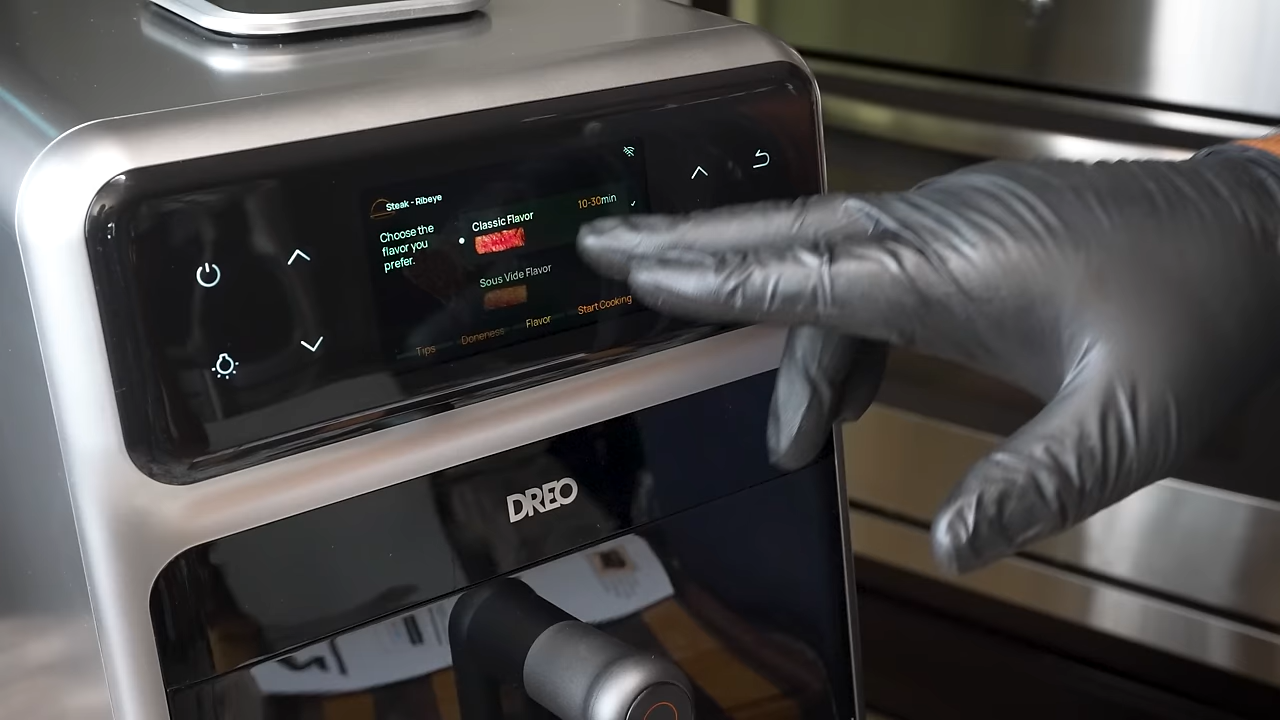 Steak - Ribeye
Choose the
flavor you
prefer.
Classic Flavor
10-30min
Sous Vide Flavor
Tips
Doneness
Flavor
Start Cooking
DREO